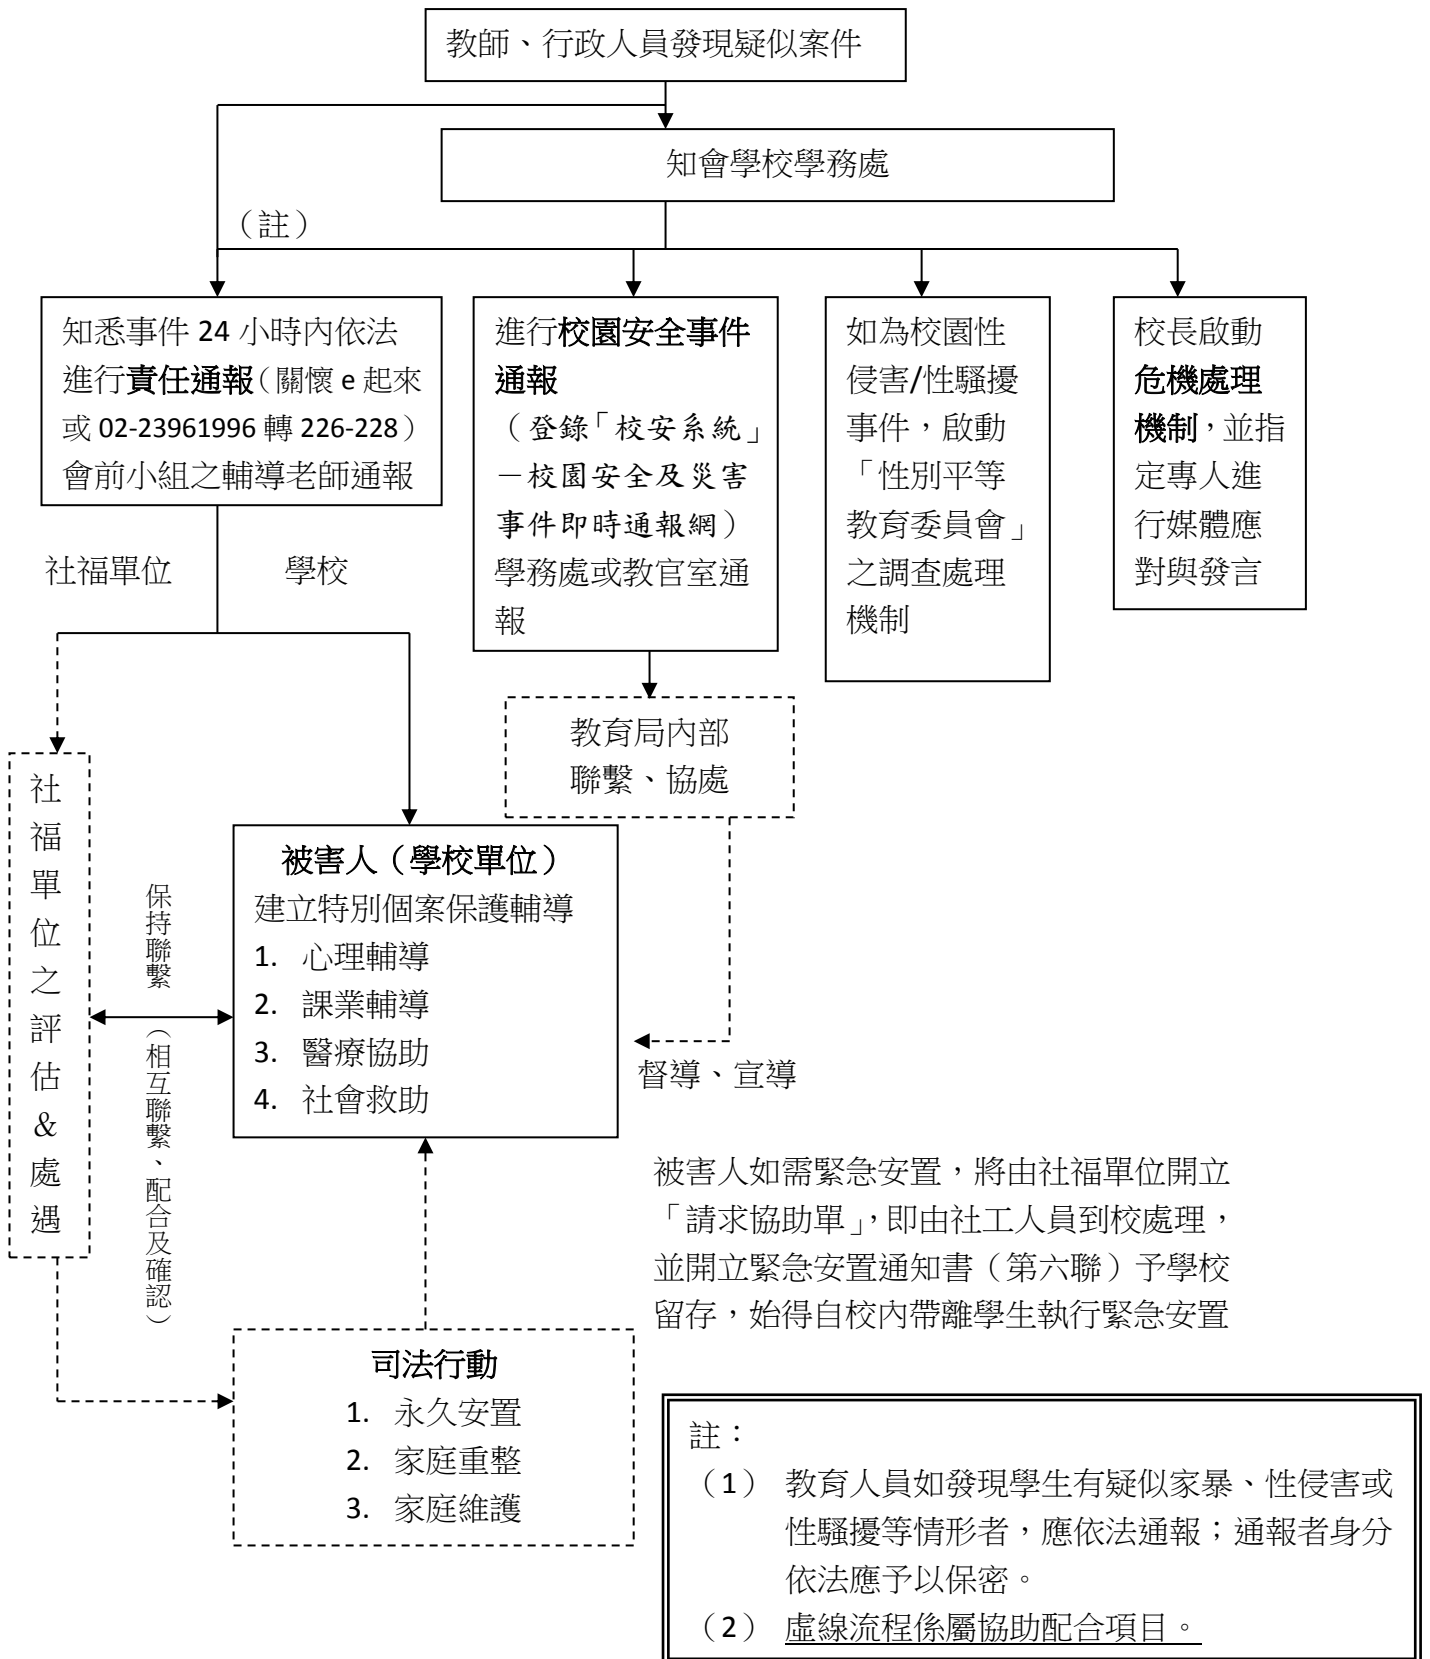 教師、行政人員發現疑似案件
知會學校學務處
（註）
知悉事件 24 小時內依法
進行責任通報（關懷 e 起來
或 02-23961996 轉 226-228）
會前小組之輔導老師通報
進行校園安全事件
通報
（登錄「校安系統」
－校園安全及災害
事件即時通報網）
學務處或教官室通
報
如為校園性
侵害/性騷擾
事件，啟動
「性別平等
教育委員會」
之調查處理
機制
校長啟動
危機處理
機制，並指
定專人進
行媒體應
對與發言
社福單位
學校
教育局內部
聯繫、協處
社福單位之評估&處遇
保持聯繫（相互聯繫、配合及確認）
被害人（學校單位）
建立特別個案保護輔導
1. 心理輔導
2. 課業輔導
3. 醫療協助
4. 社會救助
督導、宣導
被害人如需緊急安置，將由社福單位開立
「請求協助單」，即由社工人員到校處理，
並開立緊急安置通知書（第六聯）予學校
留存，始得自校內帶離學生執行緊急安置
司法行動
1. 永久安置
2. 家庭重整
3. 家庭維護
註：
（1） 教育人員如發現學生有疑似家暴、性侵害或
性騷擾等情形者，應依法通報；通報者身分
依法應予以保密。
（2） 虛線流程係屬協助配合項目。